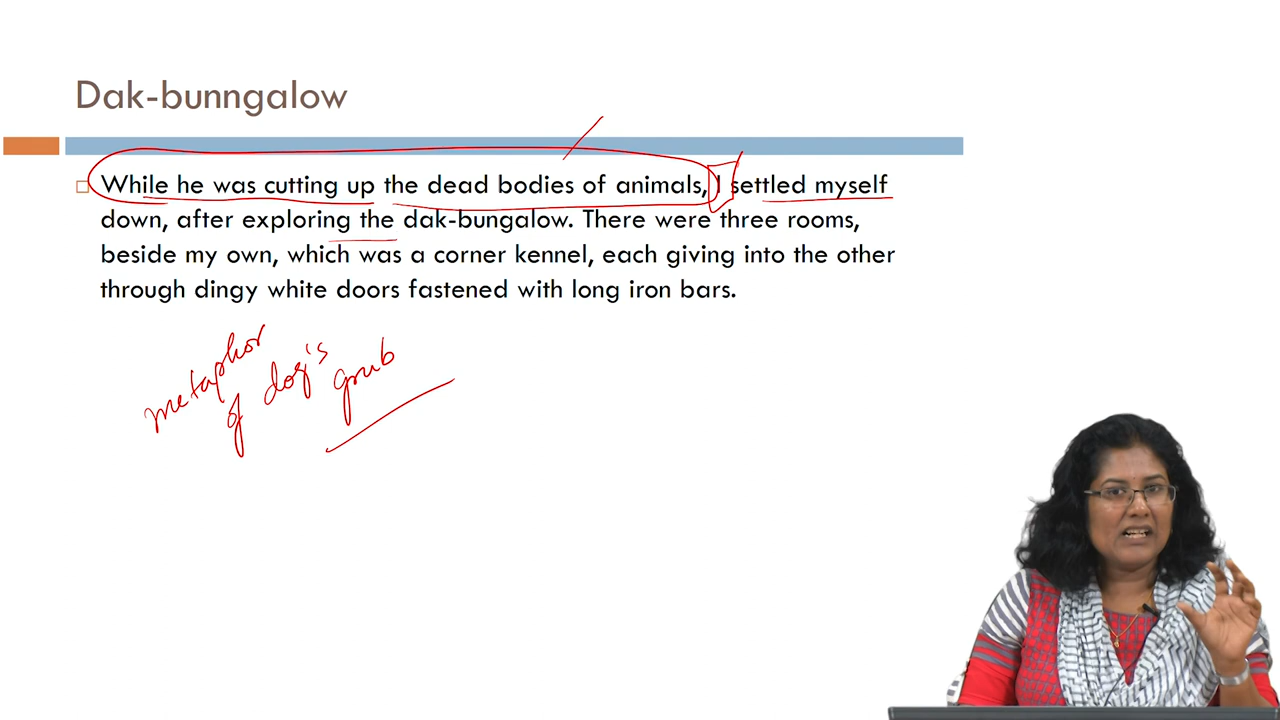 Dak-bunngalow
While he was cutting up the dead bodies of animals, I settled myself
down, after exploring the dak-bungalow. There were three rooms,
beside my own, which was a corner kennel, each giving into the other
through dingy white doors fastened with long iron bars.
metaphor
of dog's grub